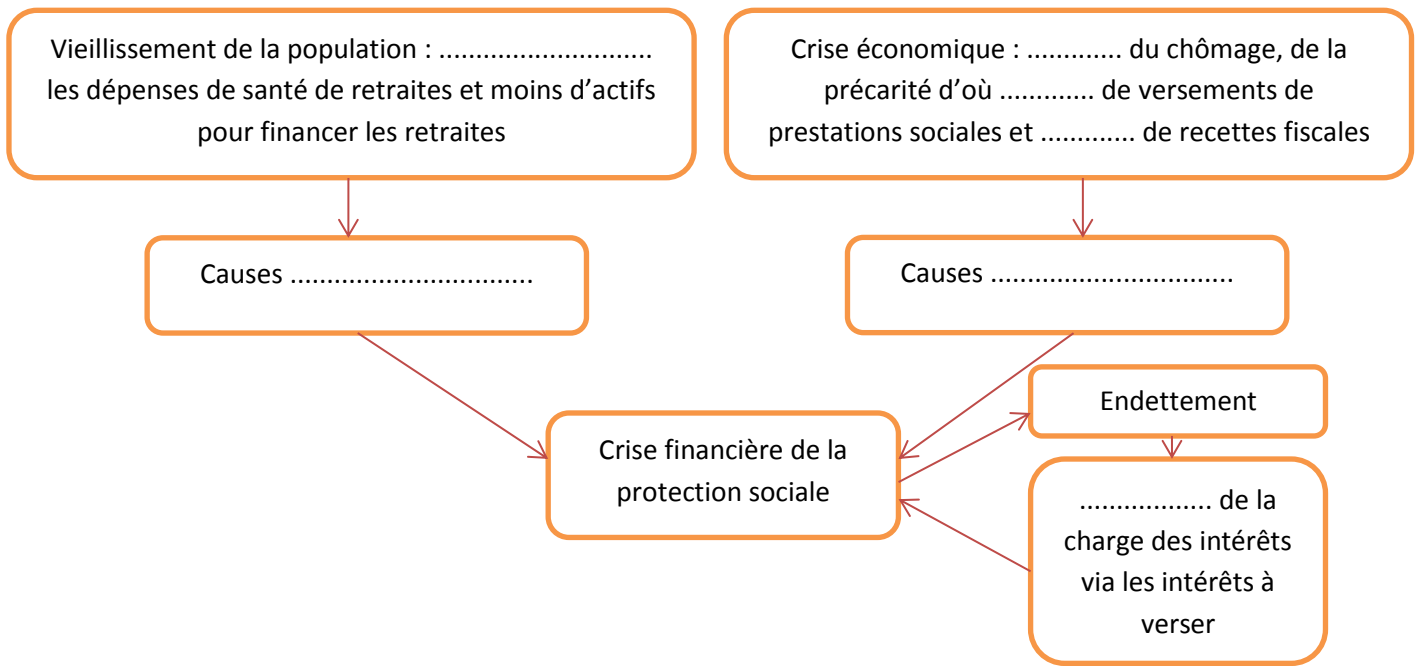 Vieillissement de la population : ................................
les dépenses de santé de retraites et moins d'actifs
pour financer les retraites
Crise économique : ............. du chômage, de la
précarité d'où ............. de versements de
prestations sociales et ............. de recettes fiscales
Causes .................................
Causes .................................
Endettement
Crise financière de la
protection sociale
.................. de la
charge des intérêts
via les intérêts à
verser